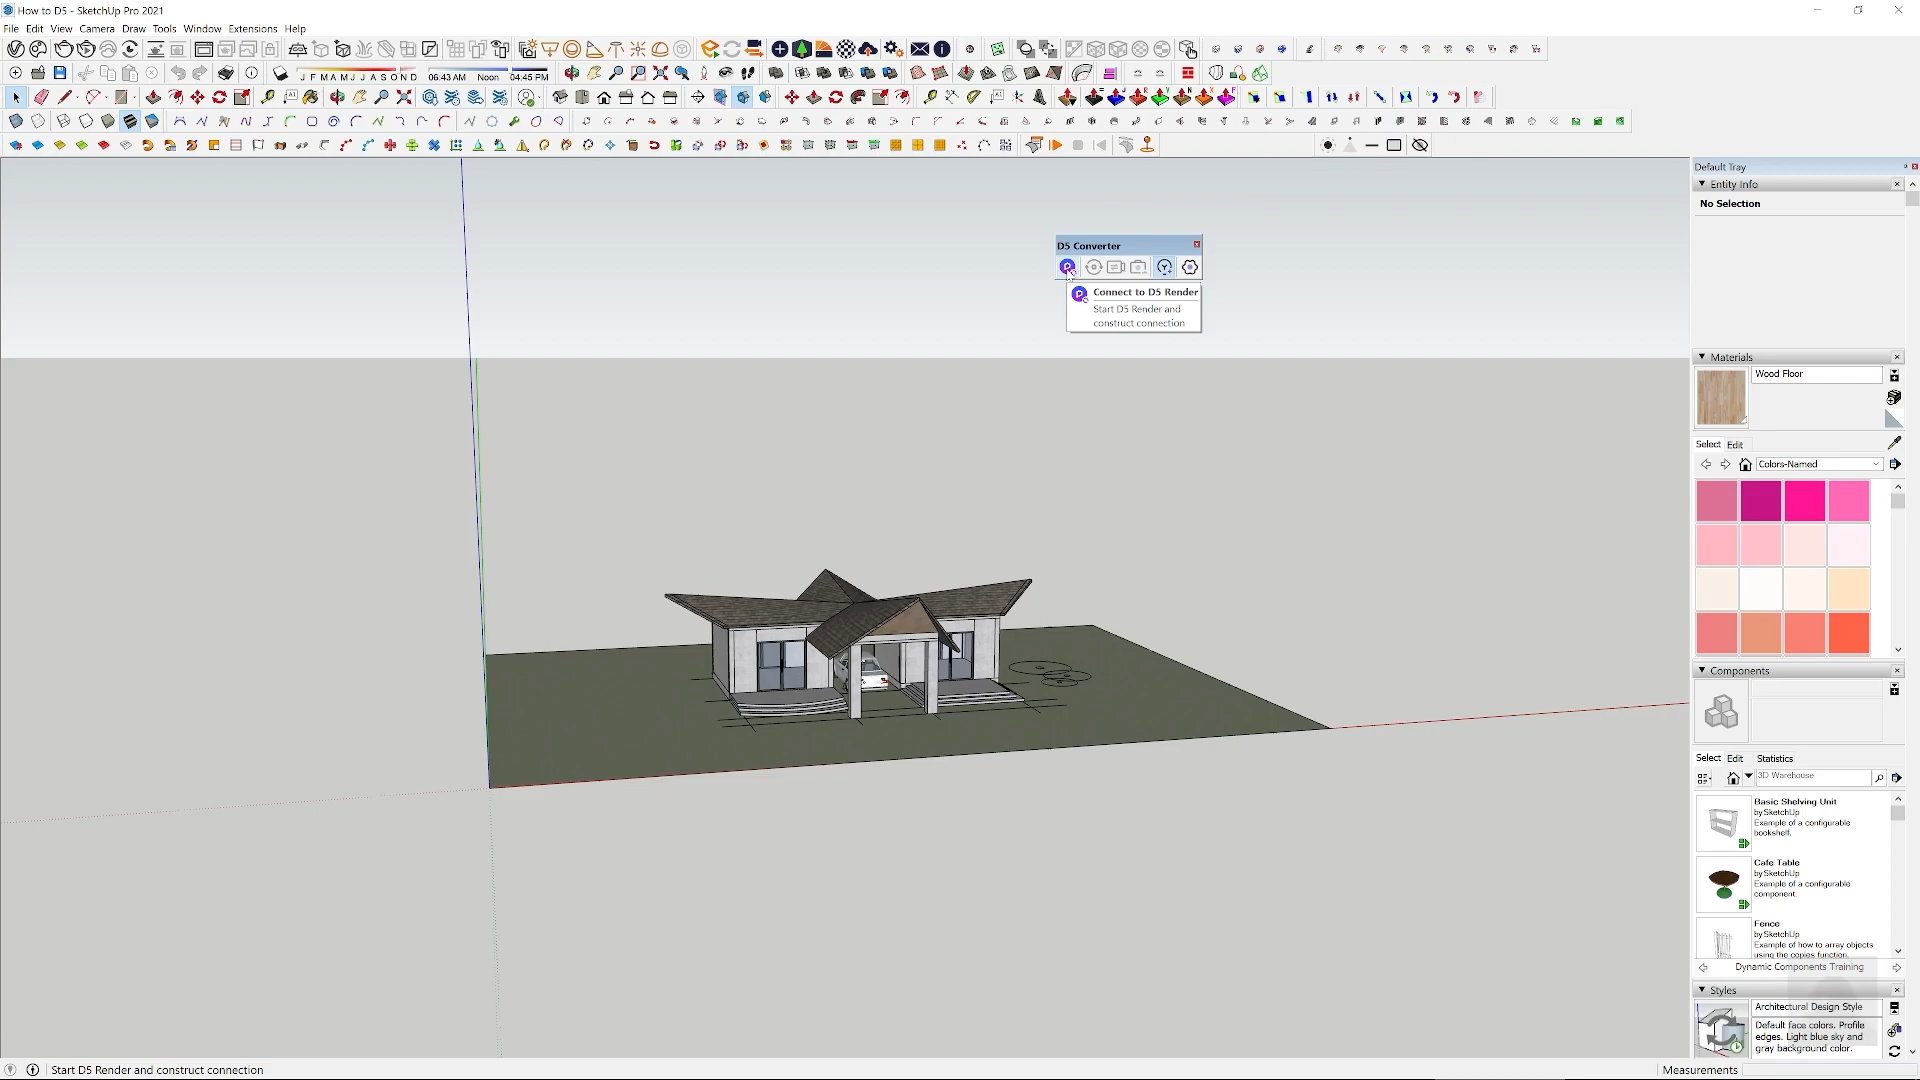 How to D5 - SketchUp Pro 2021
File Edit View Camera Draw Tools Window Extensions Help
J F M A M J J A S O N D 06:43 AM Noon 04:45 PM
Default Tray
Entity Info
No Selection
D5 Converter
Connect to D5 Render
Start D5 Render and
construct connection
Materials
Wood Floor
Select Edit
Colors-Named
Components
Select Edit Statistics
3D Warehouse
Basic Shelving Unit
by SketchUp
Example of a configurable
bookshelf.
Cafe Table
by SketchUp
Example of a configurable
component.
Fence
by SketchUp
Example of how to array objects
using the copies function.
Dynamic Components Training
Styles
Architectural Design Style
Default face colors. Profile
edges. Light blue sky and
gray background color.
Start D5 Render and construct connection
Measurements